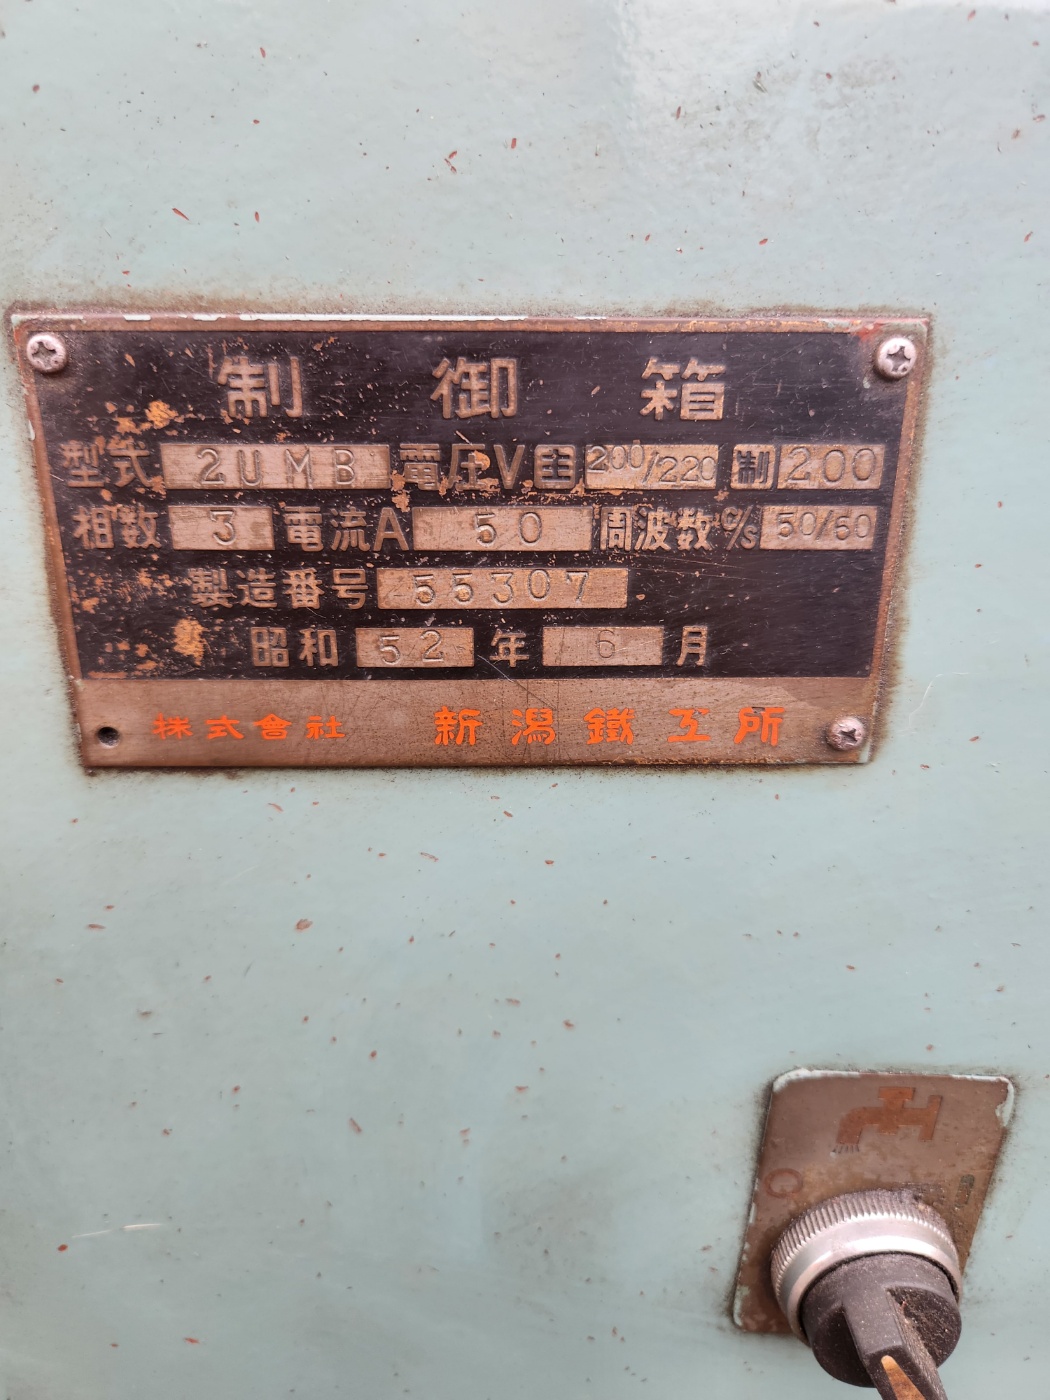 制御箱
型式 2UMB 電圧V 主 200/220 制 200
相数 3 電流A 50 周波数 c/s 50/60
製造番号 55307
昭和 52 年 6 月
株式會社 新潟鐵工所